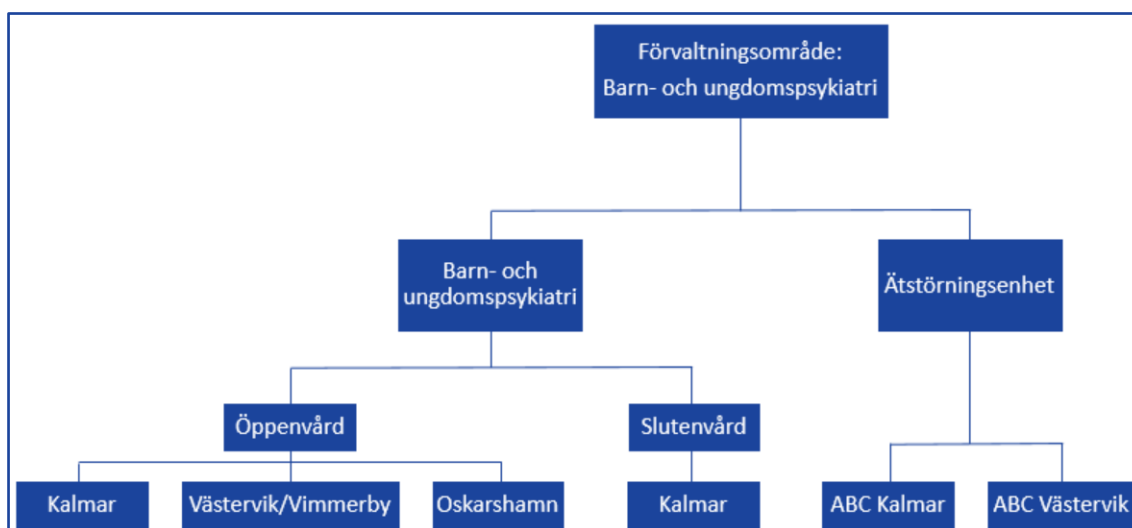 Förvaltningsområde:
Barn- och ungdomspsykiatri
Barn- och
ungdomspsykiatri
Ätstörningsenhet
Öppenvård
Slutenvård
Kalmar
Västervik/Vimmerby
Oskarshamn
Kalmar
ABC Kalmar
ABC Västervik